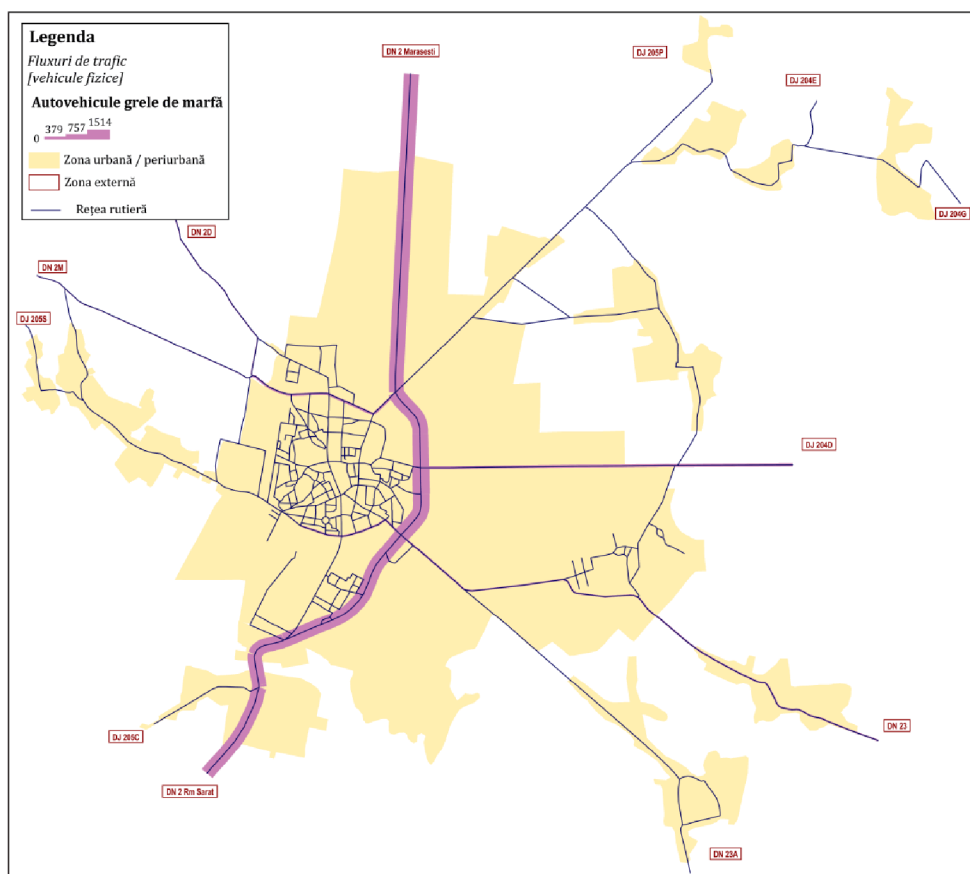 Legenda
Fluxuri de trafic
[vehicule fizice]
Autovehicule grele de marfă
0 379 757 1514
Zona urbană / periurbană
Zona externă
Rețea rutieră
DN 2 Marasesti
DJ 205P
DJ 204E
DJ 204G
DN 2D
DN 2M
DJ 205S
DJ 204D
DJ 205C
DN 2 Rm Sarat
DN 23
DN 23A